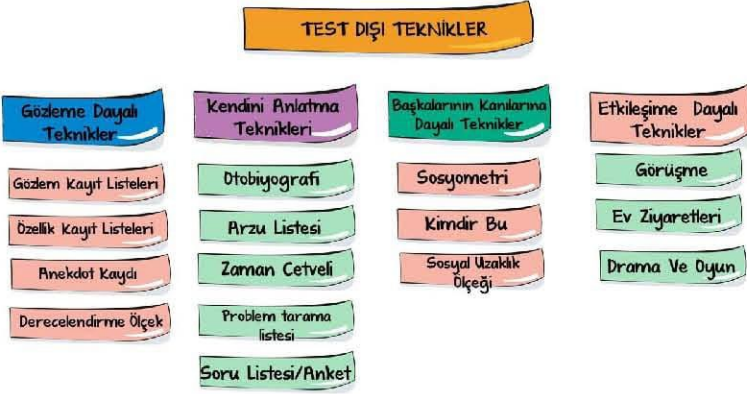 TEST DIŞI TEKNİKLER
Gözleme Dayalı
Teknikler
Gözlem Kayıt Listeleri
Özellik Kayıt Listeleri
Anekdot Kaydı
Derecelendirme Ölçek
Kendini Anlatma
Teknikleri
Otobiyografi
Arzu Listesi
Zaman Cetveli
Problem tarama
listesi
Soru Listesi/Anket
Başkalarının Kanılarına
Dayalı Teknikler
Sosyometri
Kimdir Bu
Sosyal Uzaklık
Ölçeği
Etkileşime Dayalı
Teknikler
Görüşme
Ev Ziyaretleri
Drama Ve Oyun